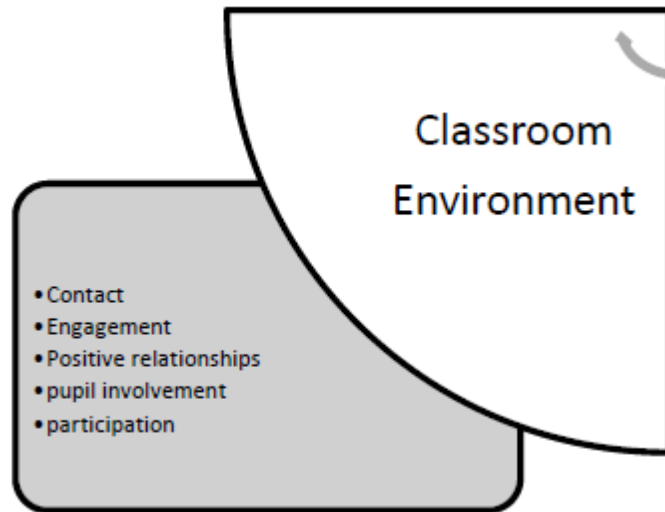 Classroom
Environment
•Contact
•Engagement
•Positive relationships
•pupil involvement
•participation